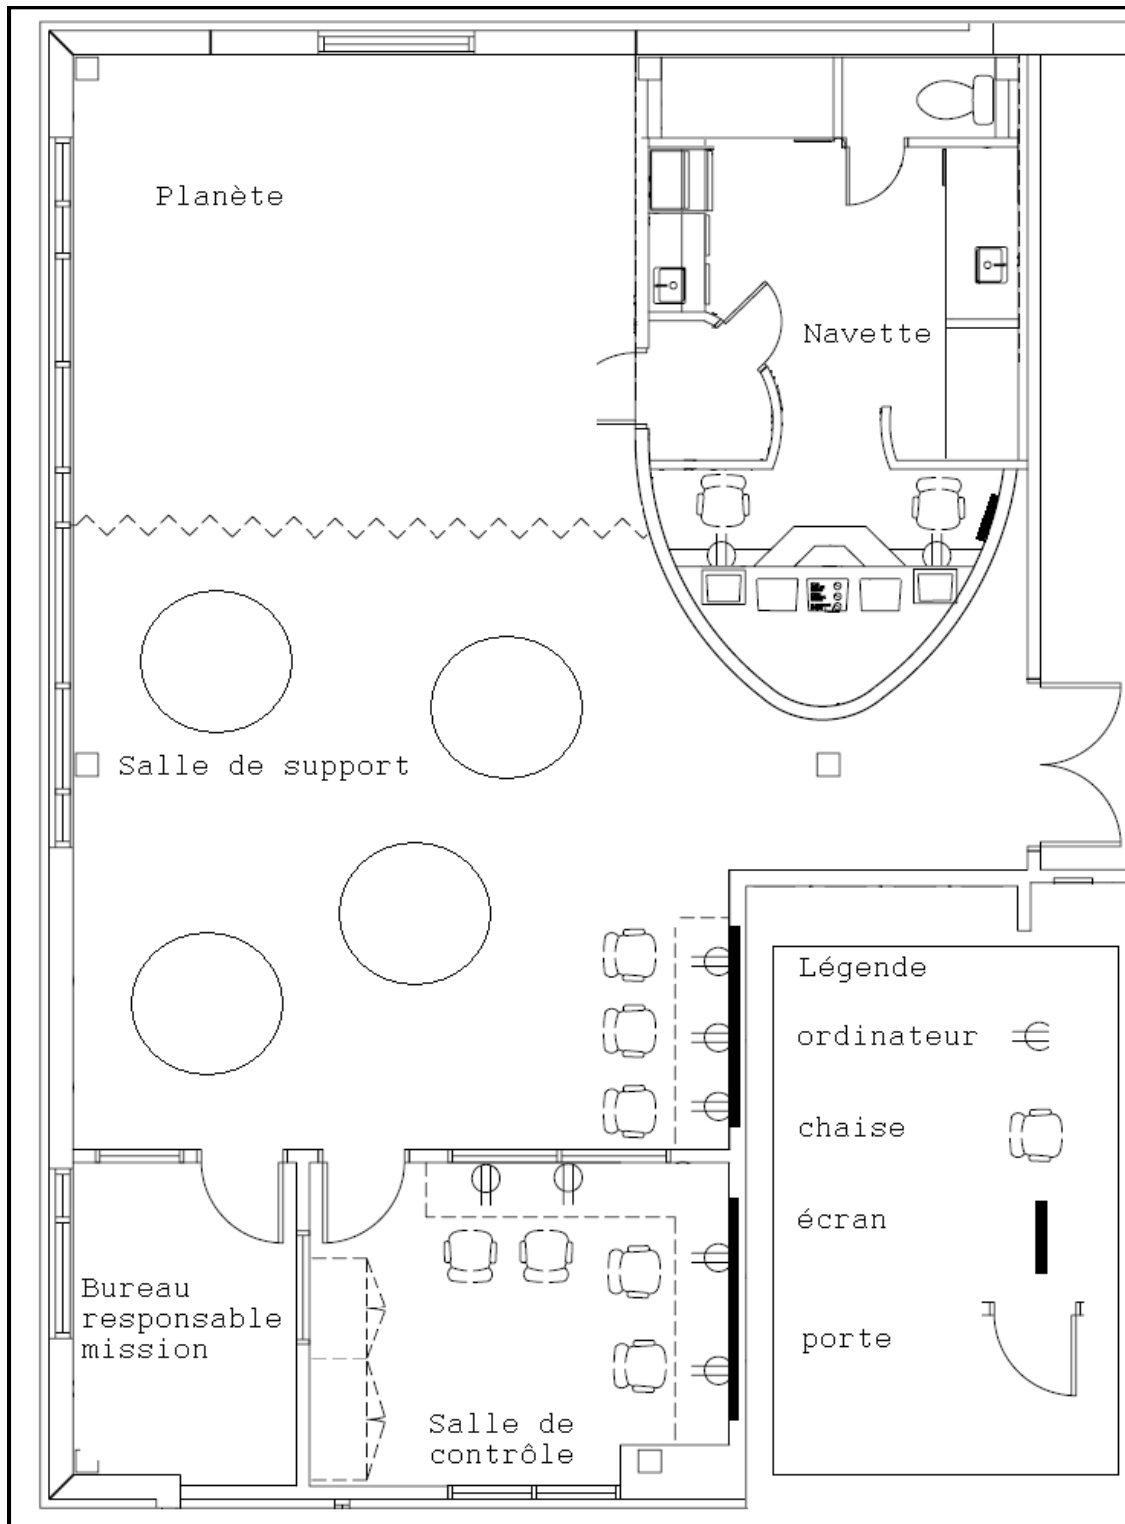 Planète
Navette
Salle de support
Légende
ordinateur
chaise
écran
porte
Bureau
responsable
mission
Salle de
contrôle